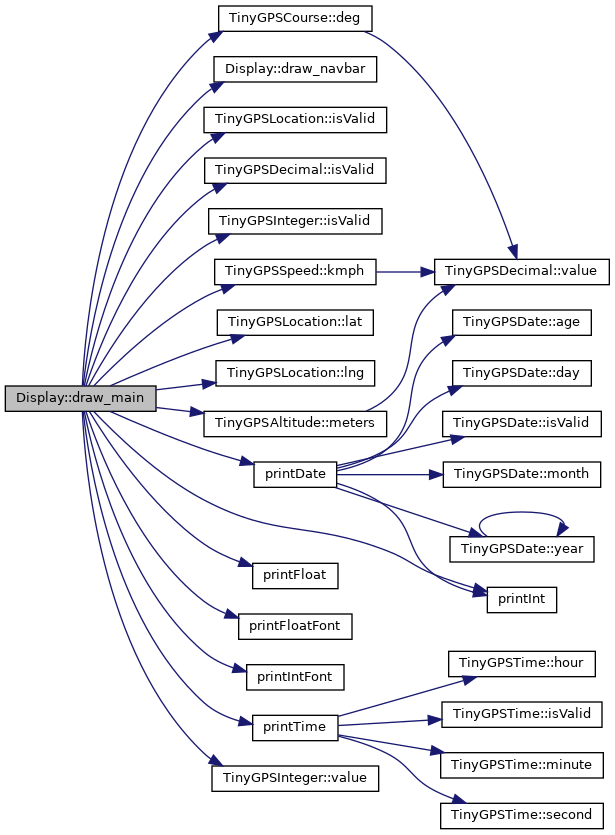 TinyGPSCourse::deg
Display::draw_navbar
TinyGPSLocation::isValid
TinyGPSDecimal::isValid
TinyGPSInteger::isValid
TinyGPSSpeed::kmph
TinyGPSDecimal::value
TinyGPSLocation::lat
TinyGPSDate::age
TinyGPSLocation::lng
TinyGPSDate::day
Display::draw_main
TinyGPSAltitude::meters
TinyGPSDate::isValid
printDate
TinyGPSDate::month
TinyGPSDate::year
printFloat
printInt
printFloatFont
printIntFont
TinyGPSTime::hour
printTime
TinyGPSTime::isValid
TinyGPSTime::minute
TinyGPSInteger::value
TinyGPSTime::second